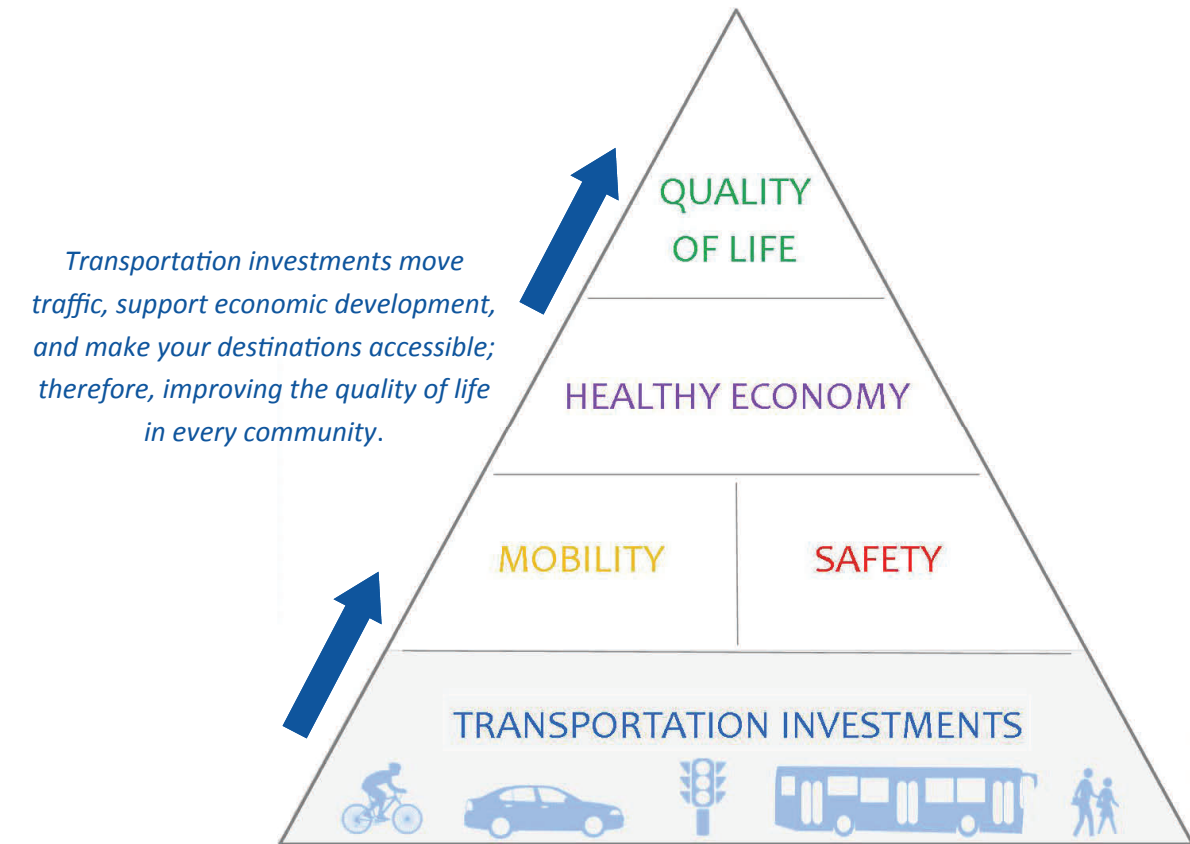 QUALITY
OF LIFE
Transportation investments move
traffic, support economic development,
and make your destinations accessible;
therefore, improving the quality of life
in every community.
HEALTHY ECONOMY
MOBILITY
SAFETY
TRANSPORTATION INVESTMENTS